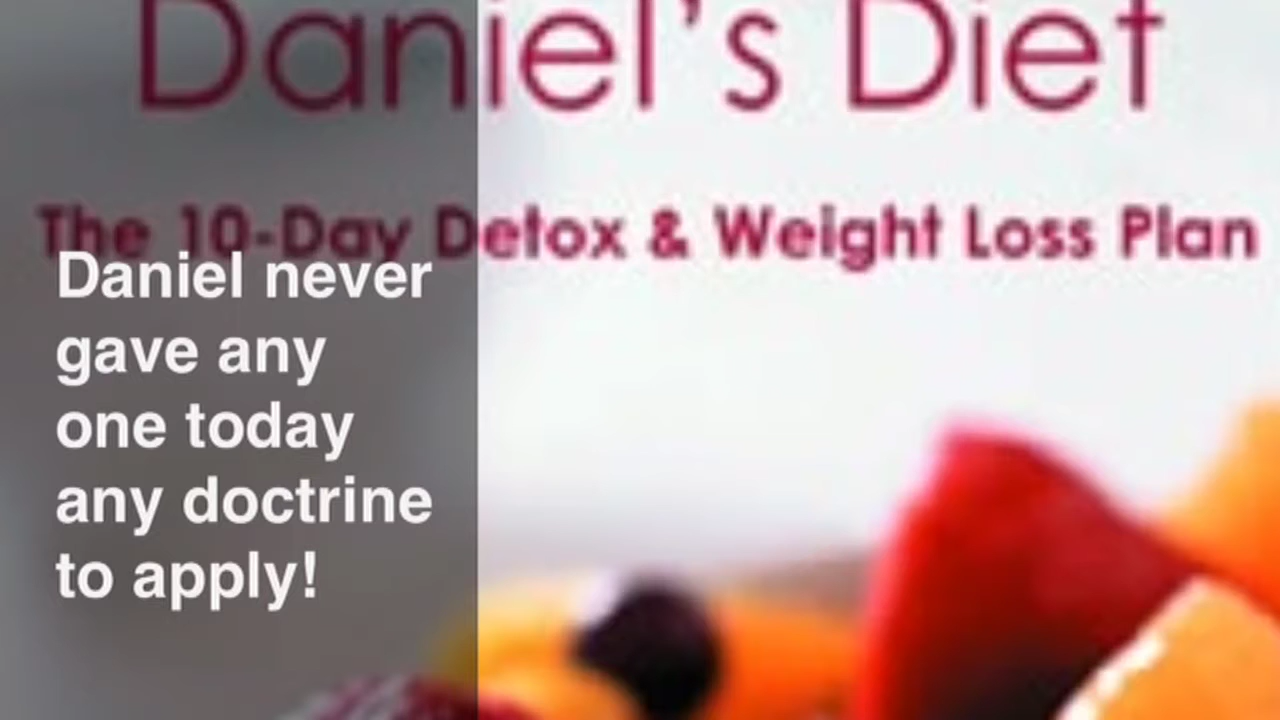 Daniel's Diet
The 10-Day Detox & Weight Loss Plan
Daniel never
gave any
one today
any doctrine
to apply!